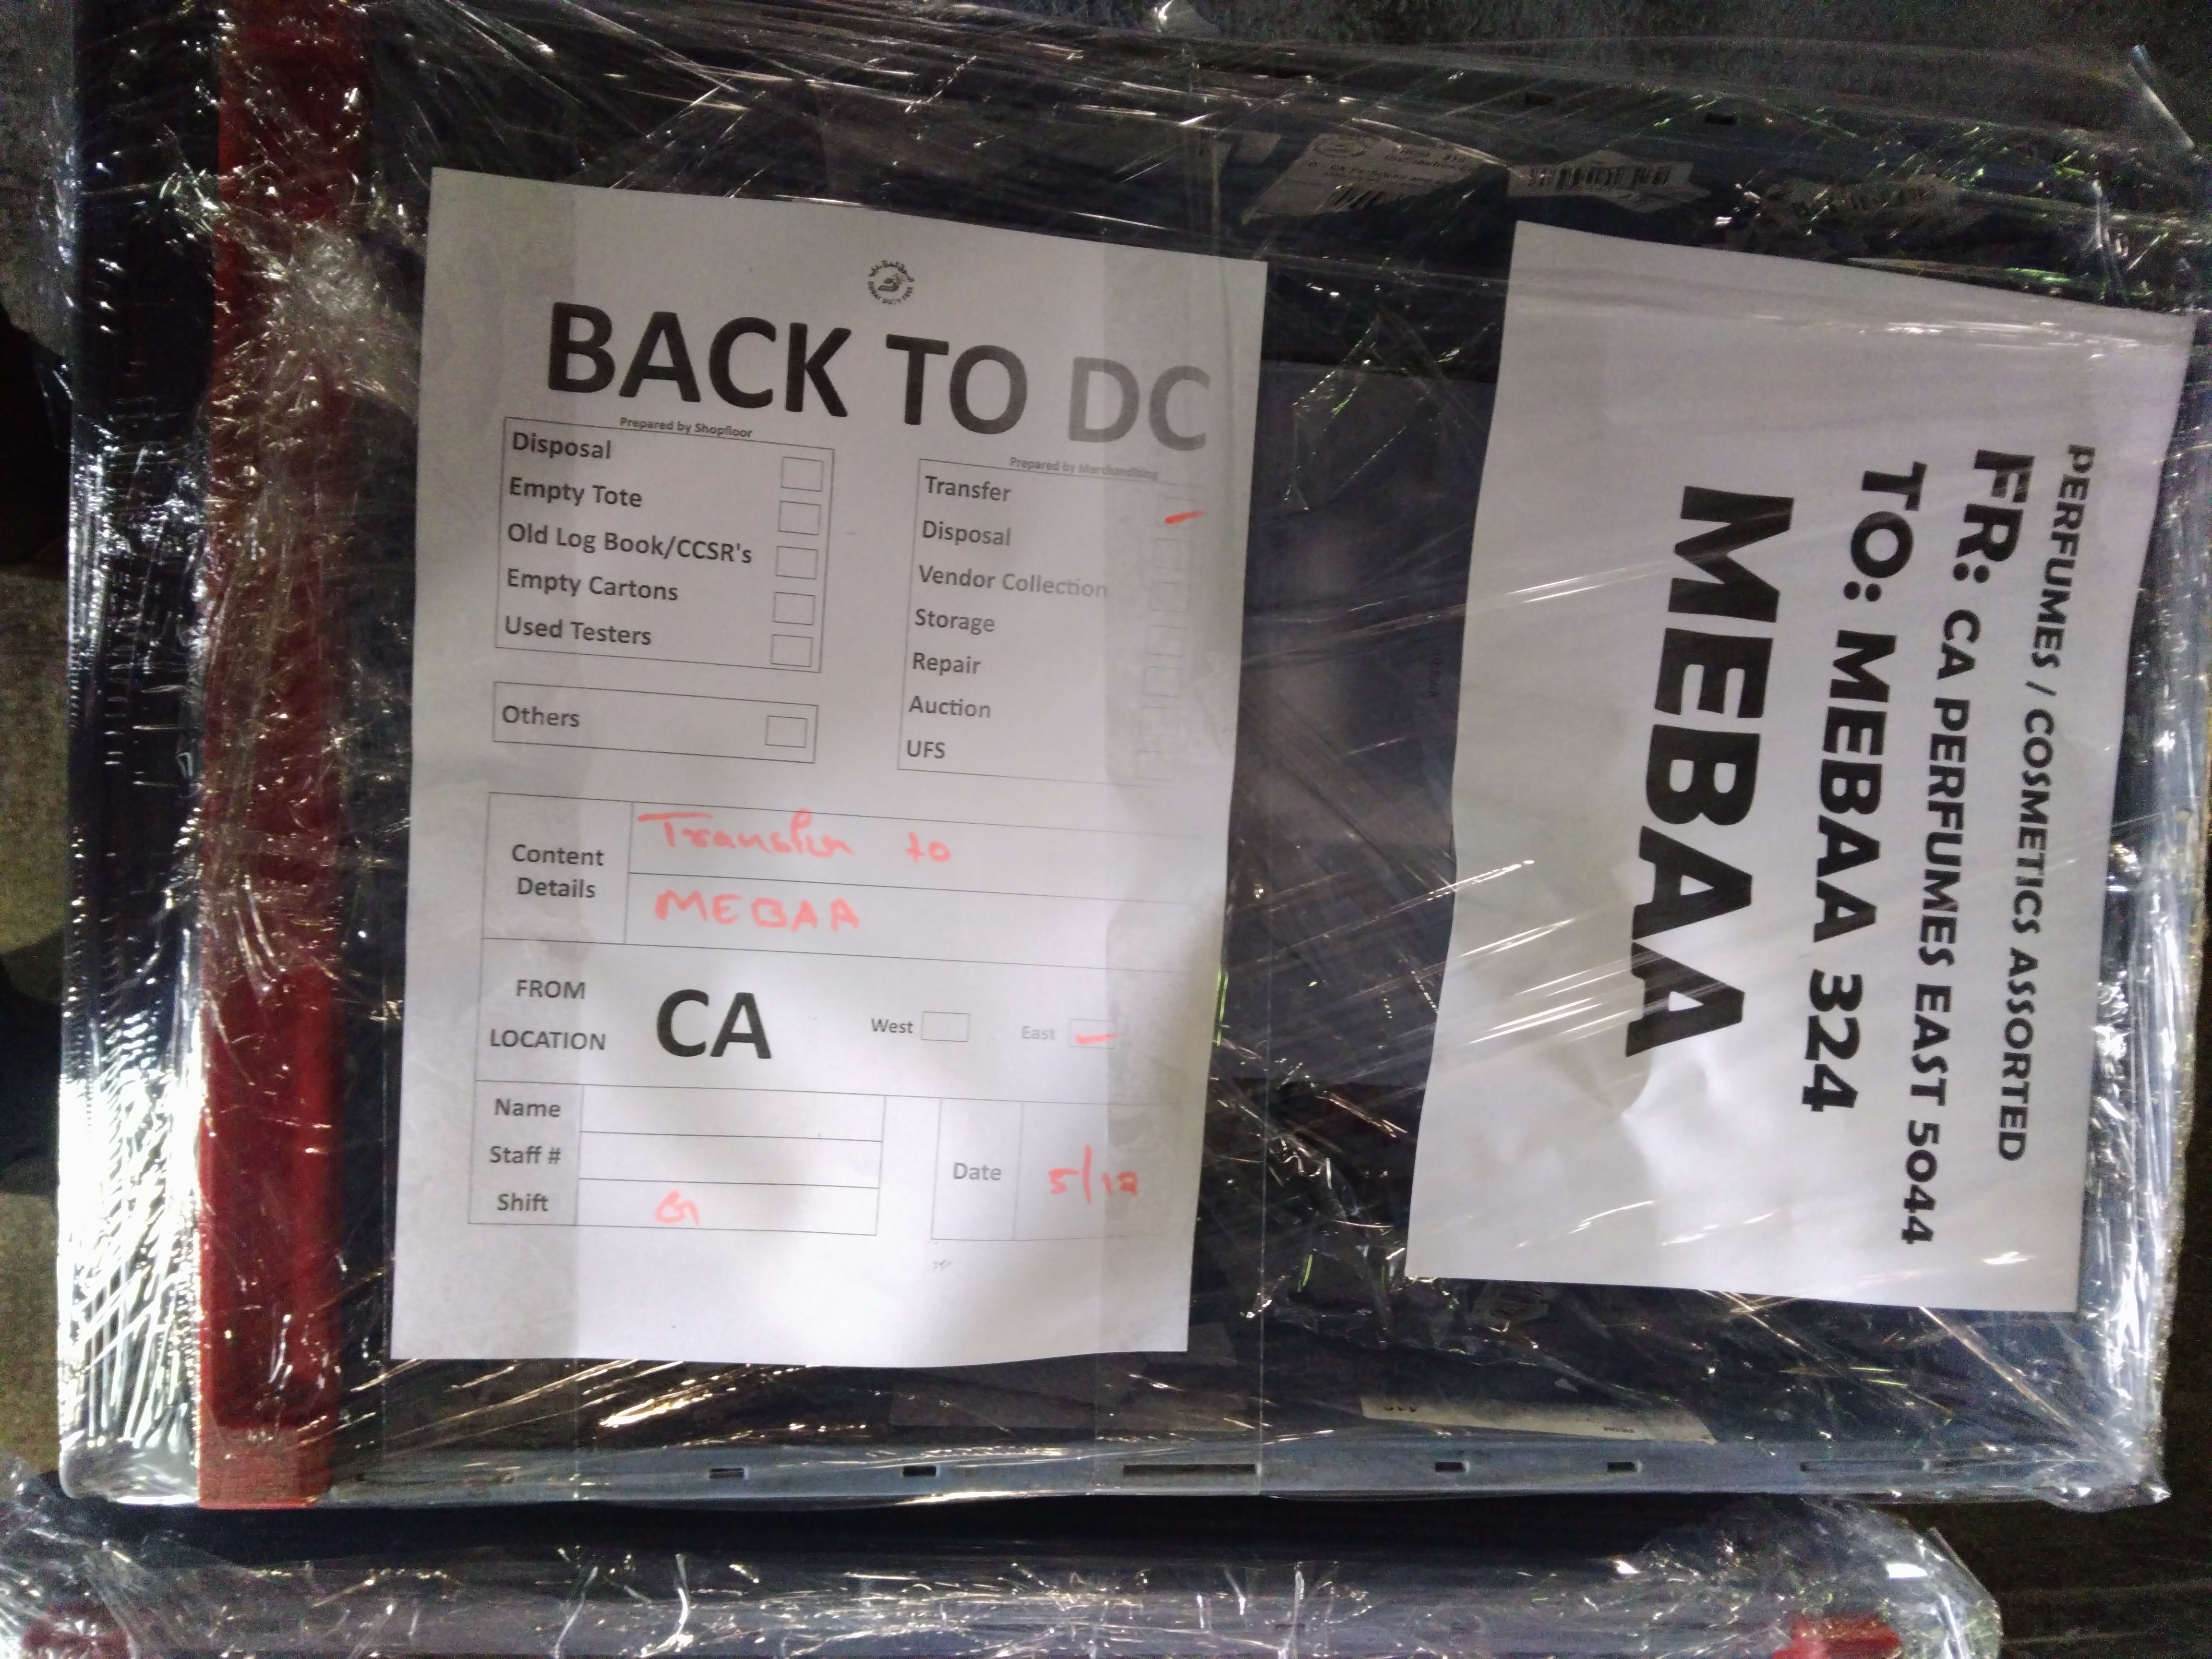 BACK TO DC
Prepared by Shopfloor
Disposal
Empty Tote
Old Log Book/CCSR's
Empty Cartons
Used Testers
Others
Prepared by Merchandising
Transfer
Disposal
Vendor Collection
Storage
Repair
Auction
UFS
Content Details
Transfer to
MEBAA
FROM
LOCATION
CA
West
East
Name
Staff #
Shift
G
Date
5/12
PERFUMES / COSMETICS ASSORTED
FR: CA PERFUMES EAST 5044
TO: MEBAA 324
MEBAA